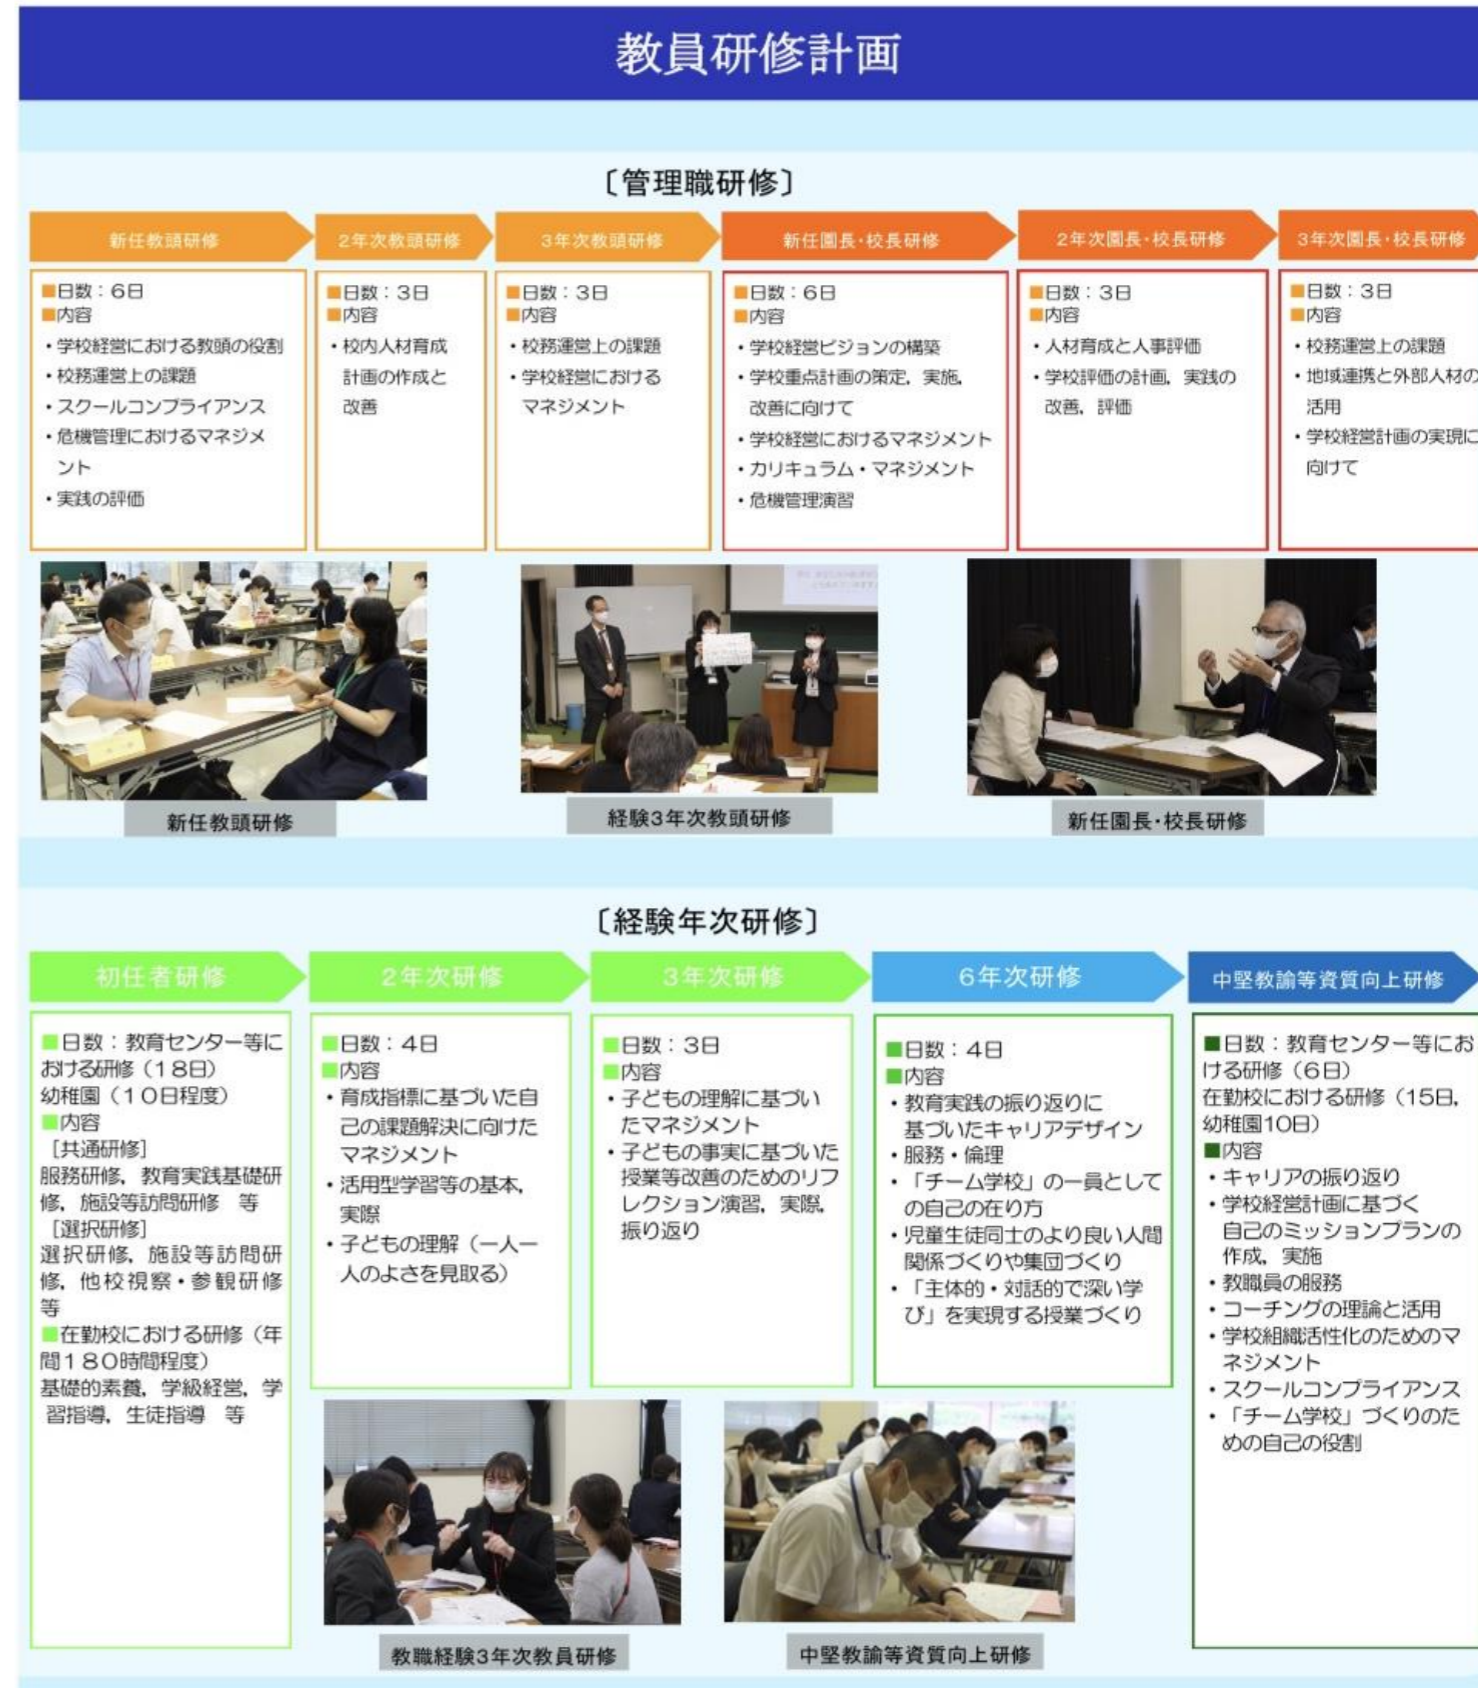 教員研修計画
〔管理職研修〕
新任教頭研修
■日数：6日
■内容
・学校経営における教頭の役割
・校務運営上の課題
・スクールコンプライアンス
・危機管理におけるマネジメ
ント
・実践の評価
2年次教頭研修
■日数：3日
■内容
・校内人材育成
計画の作成と
改善
3年次教頭研修
■日数：3日
■内容
・校務運営上の課題
・学校経営における
マネジメント
新任園長・校長研修
■日数：6日
■内容
・学校経営ビジョンの構築
・学校重点計画の策定，実施，
改善に向けて
・学校経営におけるマネジメント
・カリキュラム・マネジメント
・危機管理演習
2年次園長・校長研修
■日数：3日
■内容
・人材育成と人事評価
・学校評価の計画，実践の
改善，評価
3年次園長・校長研修
■日数：3日
■内容
・校務運営上の課題
・地域連携と外部人材の
活用
・学校経営計画の実現に
向けて
新任教頭研修
経験3年次教頭研修
新任園長・校長研修
〔経験年次研修〕
初任者研修
■日数：教育センター等に
おける研修（18日）
幼稚園（10日程度）
■内容
［共通研修］
服務研修，教育実践基礎研
修，施設等訪問研修　等
［選択研修］
選択研修，施設等訪問研
修，他校視察・参観研修
等
■在勤校における研修（年
間180時間程度）
基礎的素養，学級経営，学
習指導，生徒指導　等
2年次研修
■日数：4日
■内容
・育成指標に基づいた自
己の課題解決に向けた
マネジメント
・活用型学習等の基本，
実際
・子どもの理解（一人一
人のよさを見取る）
3年次研修
■日数：3日
■内容
・子どもの理解に基づい
たマネジメント
・子どもの事実に基づいた
授業等改善のためのリフ
レクション演習，実際，
振り返り
6年次研修
■日数：4日
■内容
・教育実践の振り返りに
基づいたキャリアデザイン
・服務・倫理
・「チーム学校」の一員として
の自己の在り方
・児童生徒同士のより良い人間
関係づくりや集団づくり
・「主体的・対話的で深い学
び」を実現する授業づくり
中堅教諭等資質向上研修
■日数：教育センター等にお
ける研修（6日）
在勤校における研修（15日，
幼稚園10日）
■内容
・キャリアの振り返り
・学校経営計画に基づく
自己のミッションプランの
作成，実施
・教職員の服務
・コーチングの理論と活用
・学校組織活性化のためのマ
ネジメント
・スクールコンプライアンス
・「チーム学校」づくりのた
めの自己の役割
教職経験3年次教員研修
中堅教諭等資質向上研修